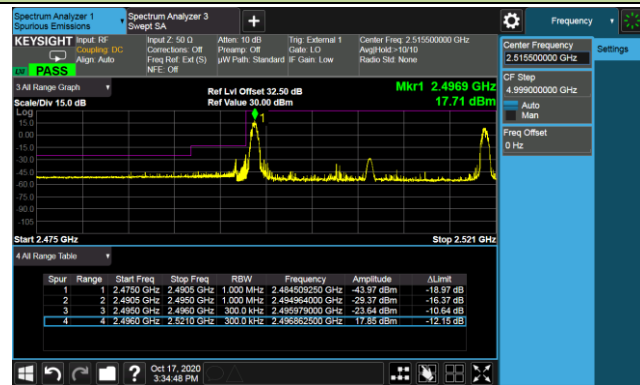 Spectrum Analyzer 1
Spurious Emissions
Spectrum Analyzer 3
Swept SA
Frequency
KEYSIGHT
Input: RF
Coupling: DC
Align: Auto
Input Z: 50 Ω
Corrections: Off
Freq Ref: Ext (S)
NFE: Off
Atten: 10 dB
Preamp: Off
µW Path: Standard
Trig: External 1
Gate: LO
IF Gain: Low
Center Freq: 2.515500000 GHz
Avg|Hold:>10/10
Radio Std: None
PASS
3 All Range Graph
Scale/Div 15.0 dB
Ref Lvl Offset 32.50 dB
Ref Value 30.00 dBm
Mkr1 2.4969 GHz
17.71 dBm
Log
15.0
0.00
-15.0
-30.0
-45.0
-60.0
-75.0
-90.0
-105
1
Start 2.475 GHz
Stop 2.521 GHz
4 All Range Table
Spur Range Start Freq Stop Freq RBW Frequency Amplitude ΔLimit
1 1 2.4750 GHz 2.4905 GHz 1.000 MHz 2.484509250 GHz -43.97 dBm -18.97 dB
2 2 2.4905 GHz 2.4950 GHz 1.000 MHz 2.494964000 GHz -29.37 dBm -16.37 dB
3 3 2.4950 GHz 2.4960 GHz 300.0 kHz 2.495979000 GHz -23.64 dBm -10.64 dB
4 4 2.4960 GHz 2.5210 GHz 300.0 kHz 2.496862500 GHz 17.85 dBm -12.15 dB
Center Frequency
2.515500000 GHz
Settings
CF Step
4.999000000 GHz
Auto
Man
Freq Offset
0 Hz
Oct 17, 2020
3:34:48 PM